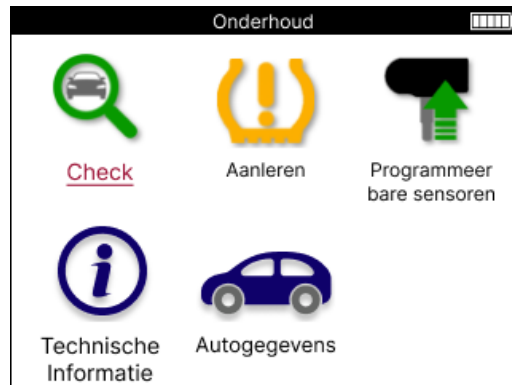 Onderhoud
Check
Aanleren
Programmeer
bare sensoren
Technische
Informatie
Autogegevens